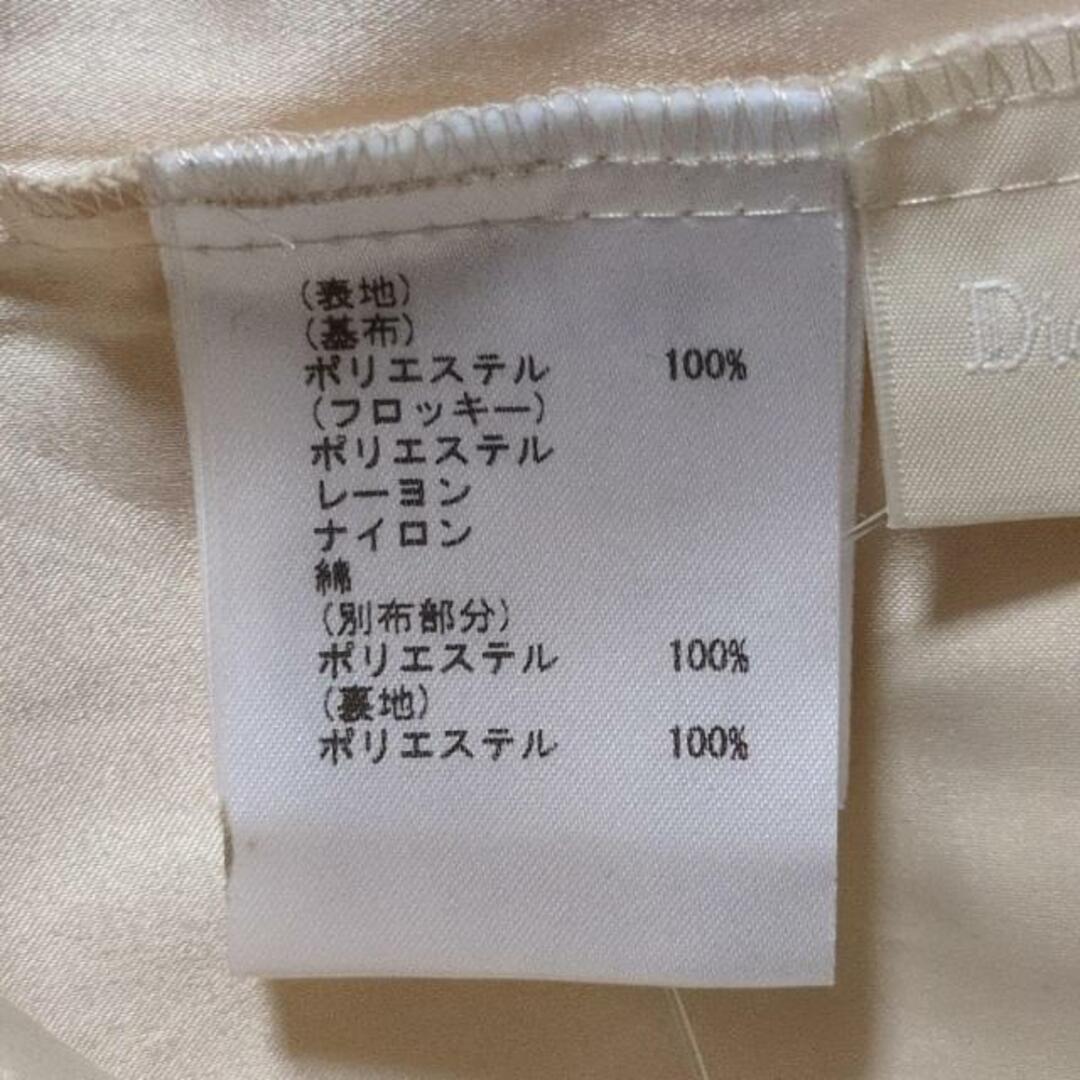 (表地)
(基布)
ポリエステル 100%
(フロッキー)
ポリエステル
レーヨン
ナイロン
綿
(別布部分)
ポリエステル 100%
(裏地)
ポリエステル 100%